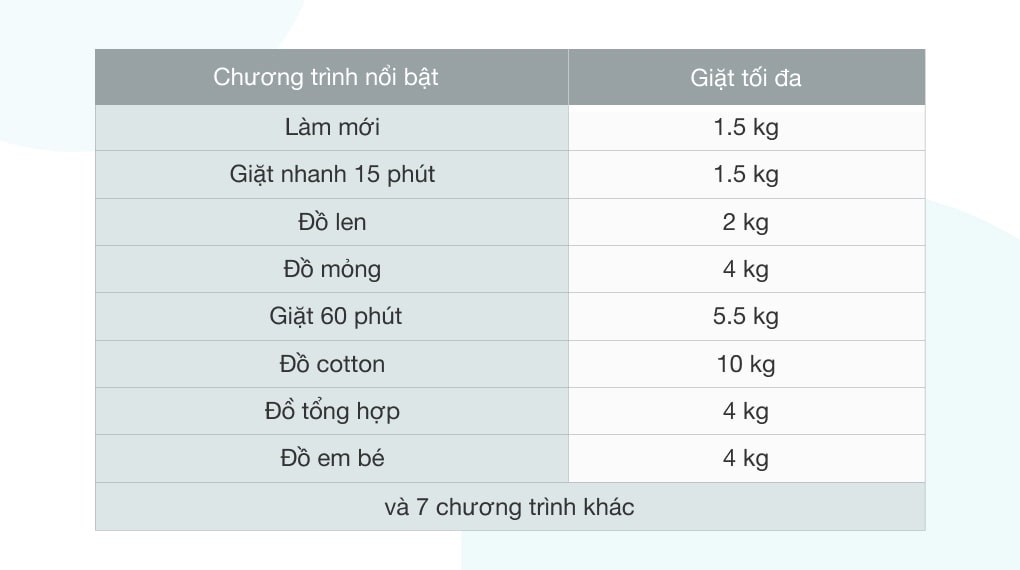 Chương trình nổi bật Giặt tối đa
Làm mới 1.5 kg
Giặt nhanh 15 phút 1.5 kg
Đồ len 2 kg
Đồ mỏng 4 kg
Giặt 60 phút 5.5 kg
Đồ cotton 10 kg
Đồ tổng hợp 4 kg
Đồ em bé 4 kg
và 7 chương trình khác